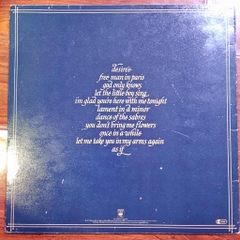 desirée
free man in paris
god only knows
let the little boy sing
i'm glad you're here with me tonight
lament in d minor
dance of the sabres
you don't bring me flowers
once in a while
let me take you in my arms again
as if